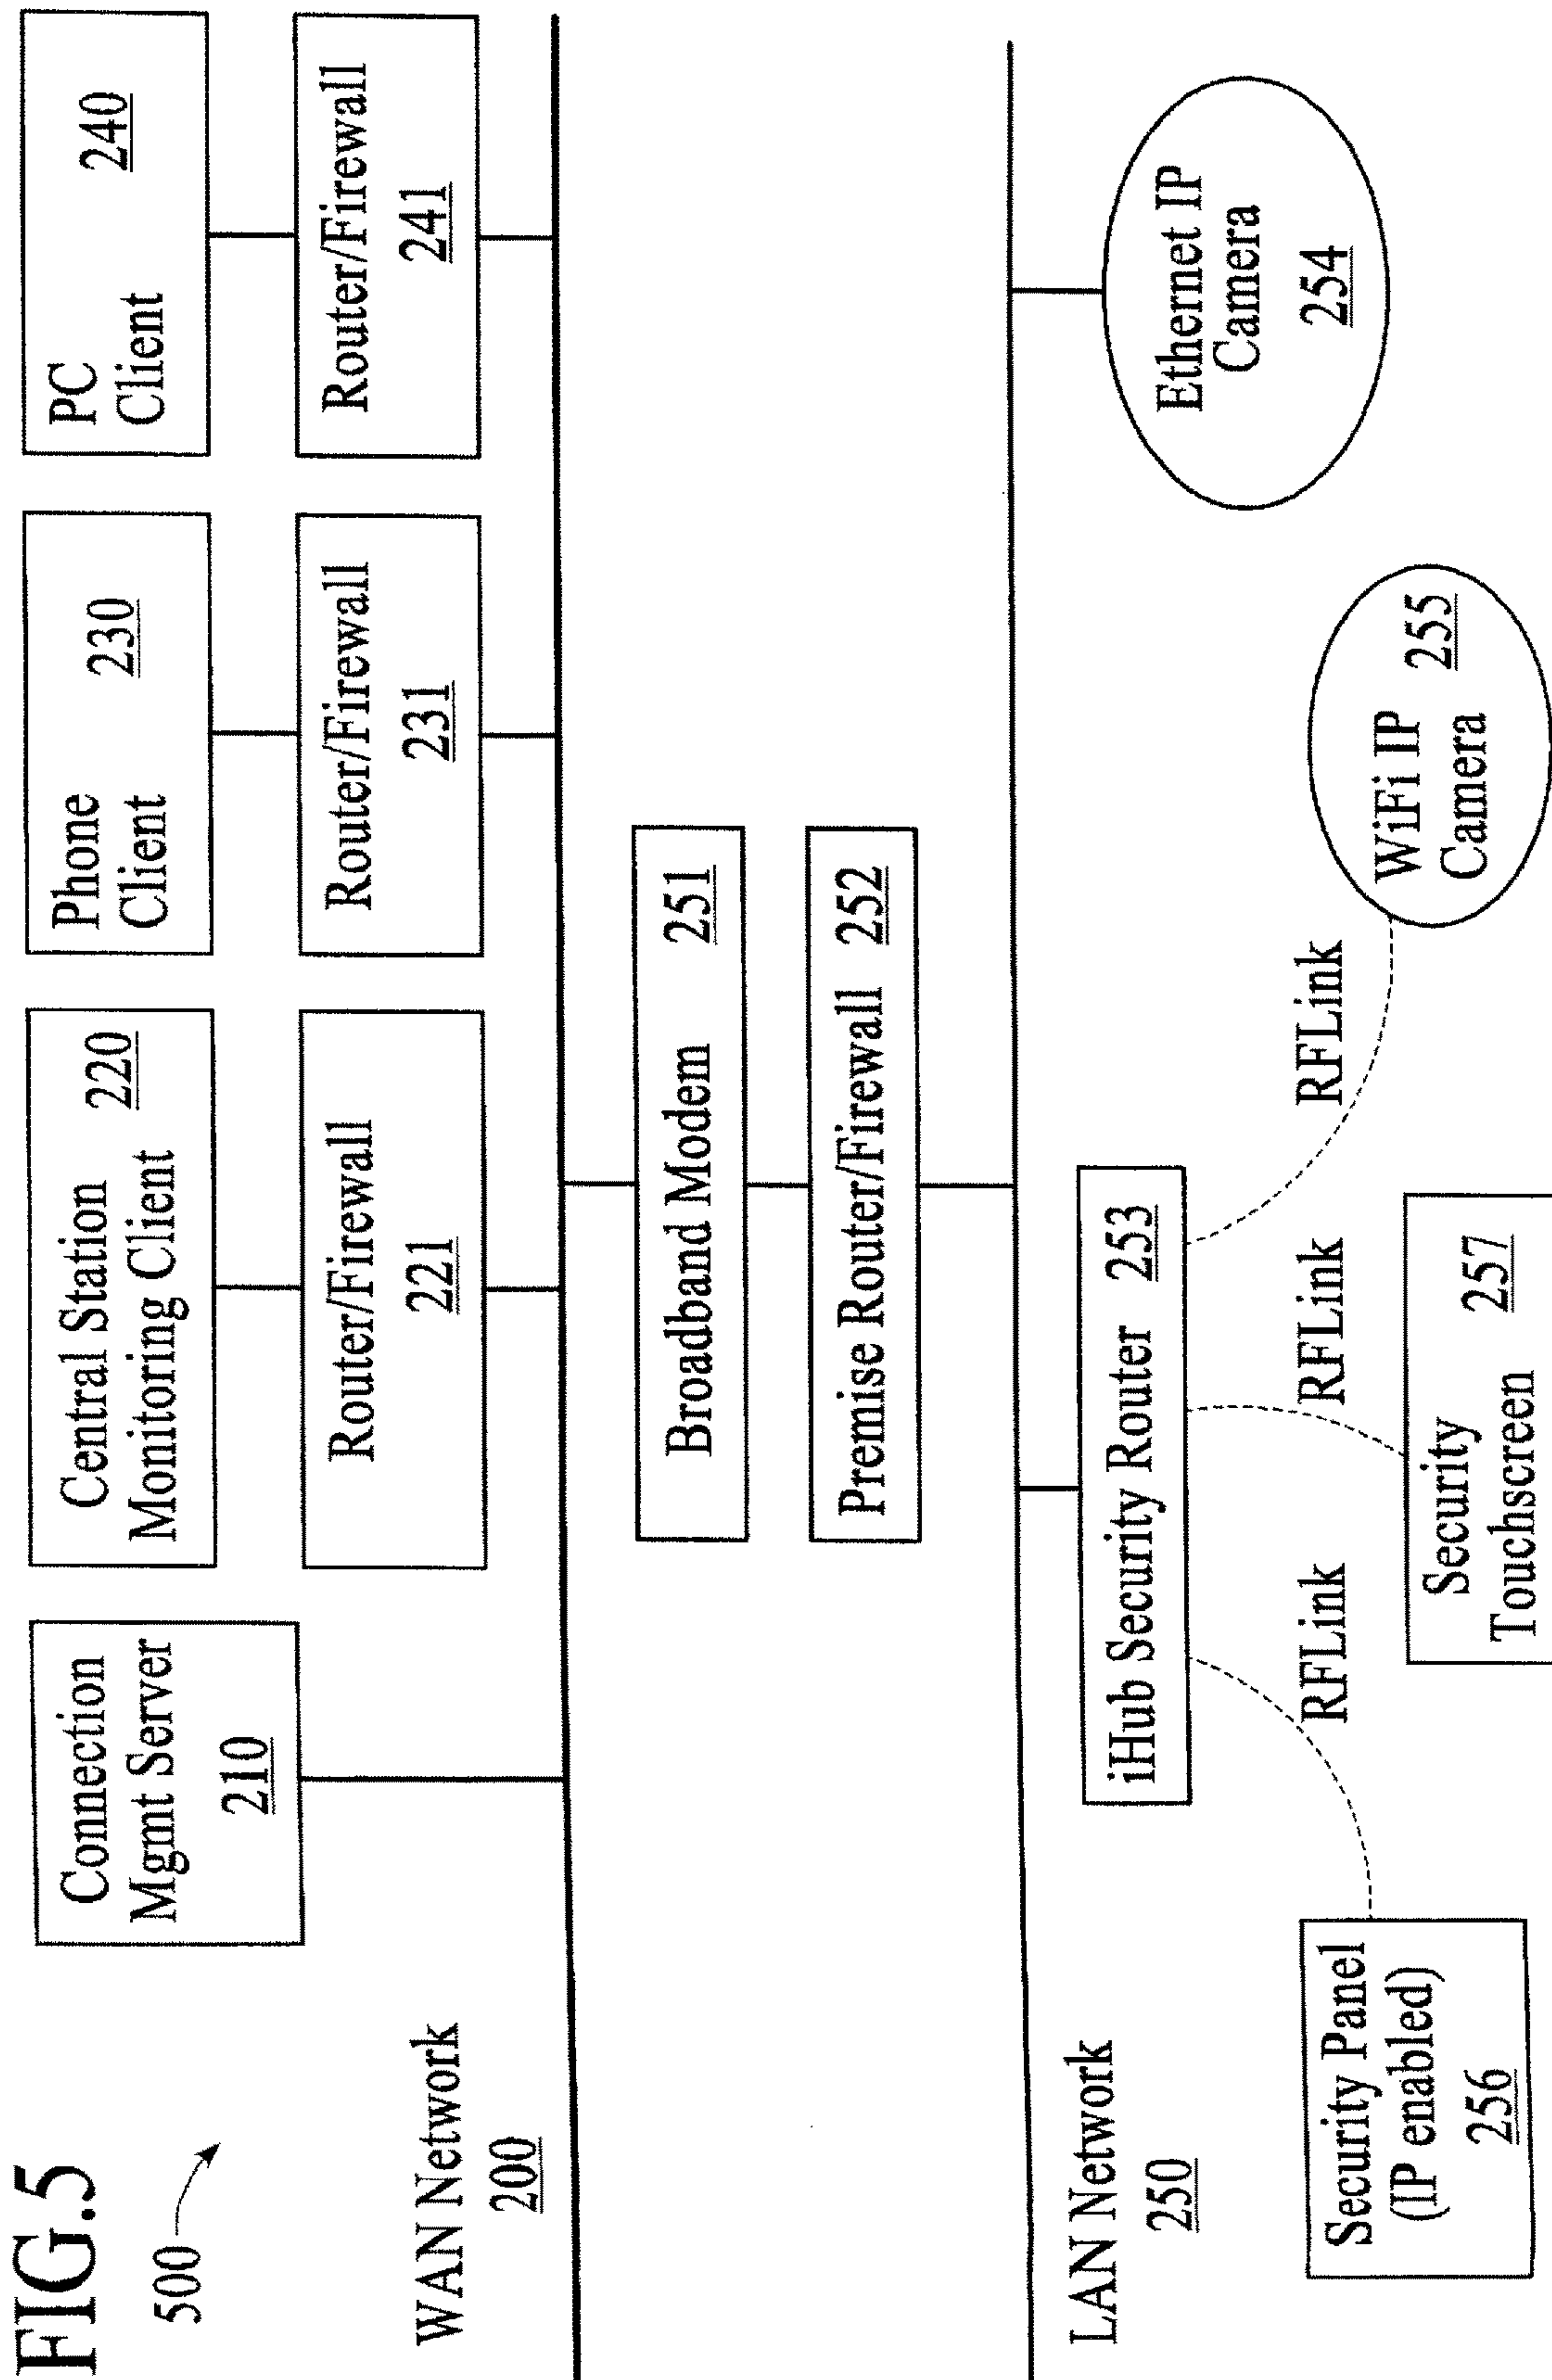 FIG.5
500
Connection
Mgmt Server
210
Central Station
Monitoring Client 220
Phone
Client 230
PC
Client 240
Router/Firewall
221
Router/Firewall
231
Router/Firewall
241
WAN Network
200
Broadband Modem 251
Premise Router/Firewall 252
LAN Network
250
iHub Security Router 253
RFLink
RFLink
RFLink
Security Panel
(IP enabled)
256
Security
Touchscreen 257
WiFi IP
Camera 255
Ethernet IP
Camera
254